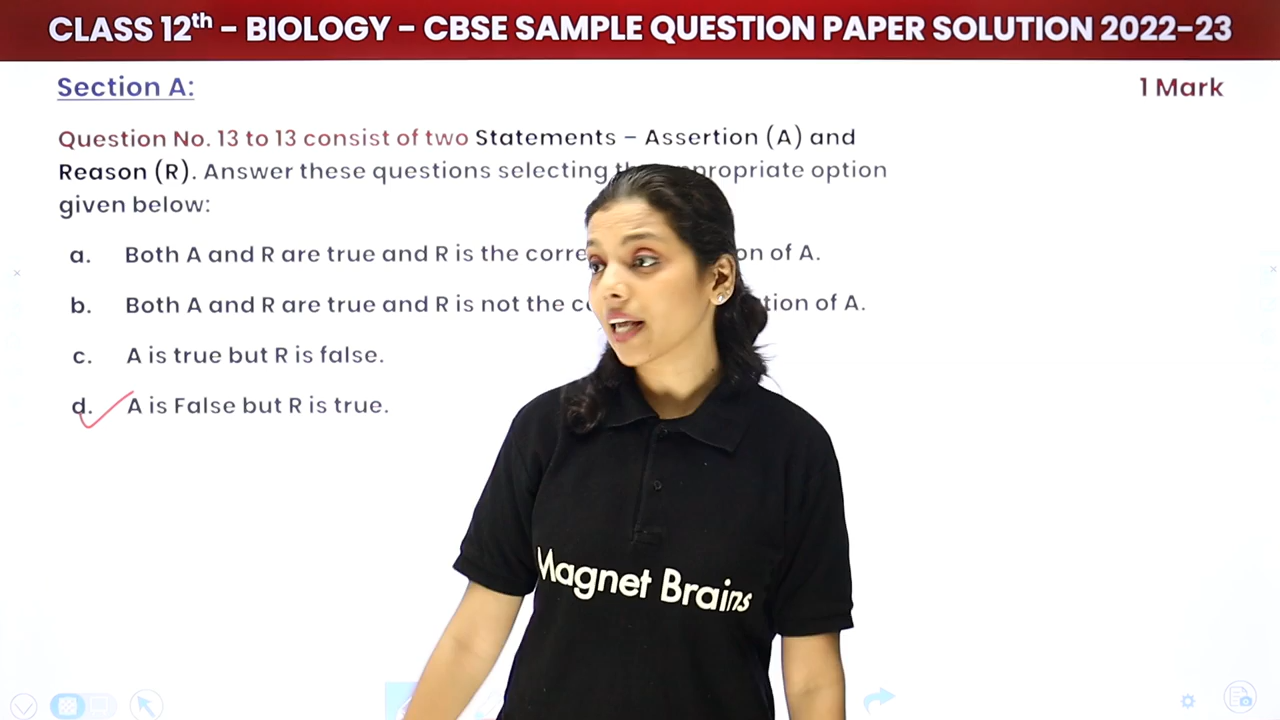 CLASS 12th - BIOLOGY - CBSE SAMPLE QUESTION PAPER SOLUTION 2022-23
Section A:
1 Mark
Question No. 13 to 13 consist of two Statements – Assertion (A) and
Reason (R). Answer these questions selecting option
given below:
a. Both A and R are true and R is the of A.
b. Both A and R are true and R is not the of A.
c. A is true but R is false.
d. A is False but R is true.
Magnet Brains